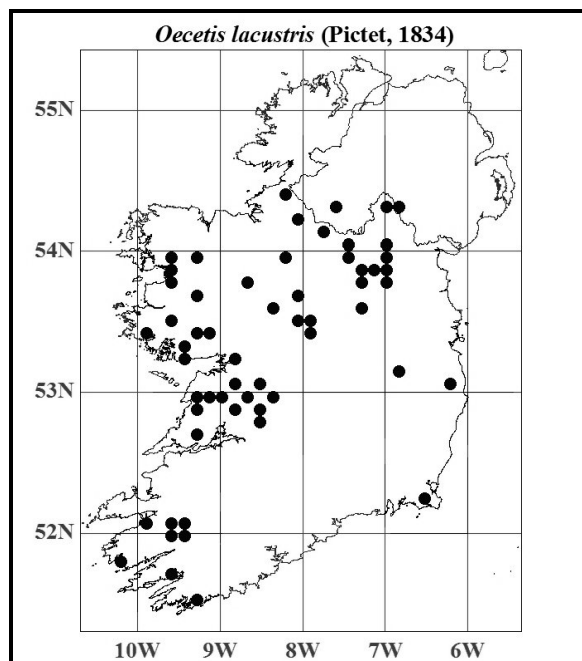 Oecetis lacustris (Pictet, 1834)
55N
54N
53N
52N
10W 9W 8W 7W 6W